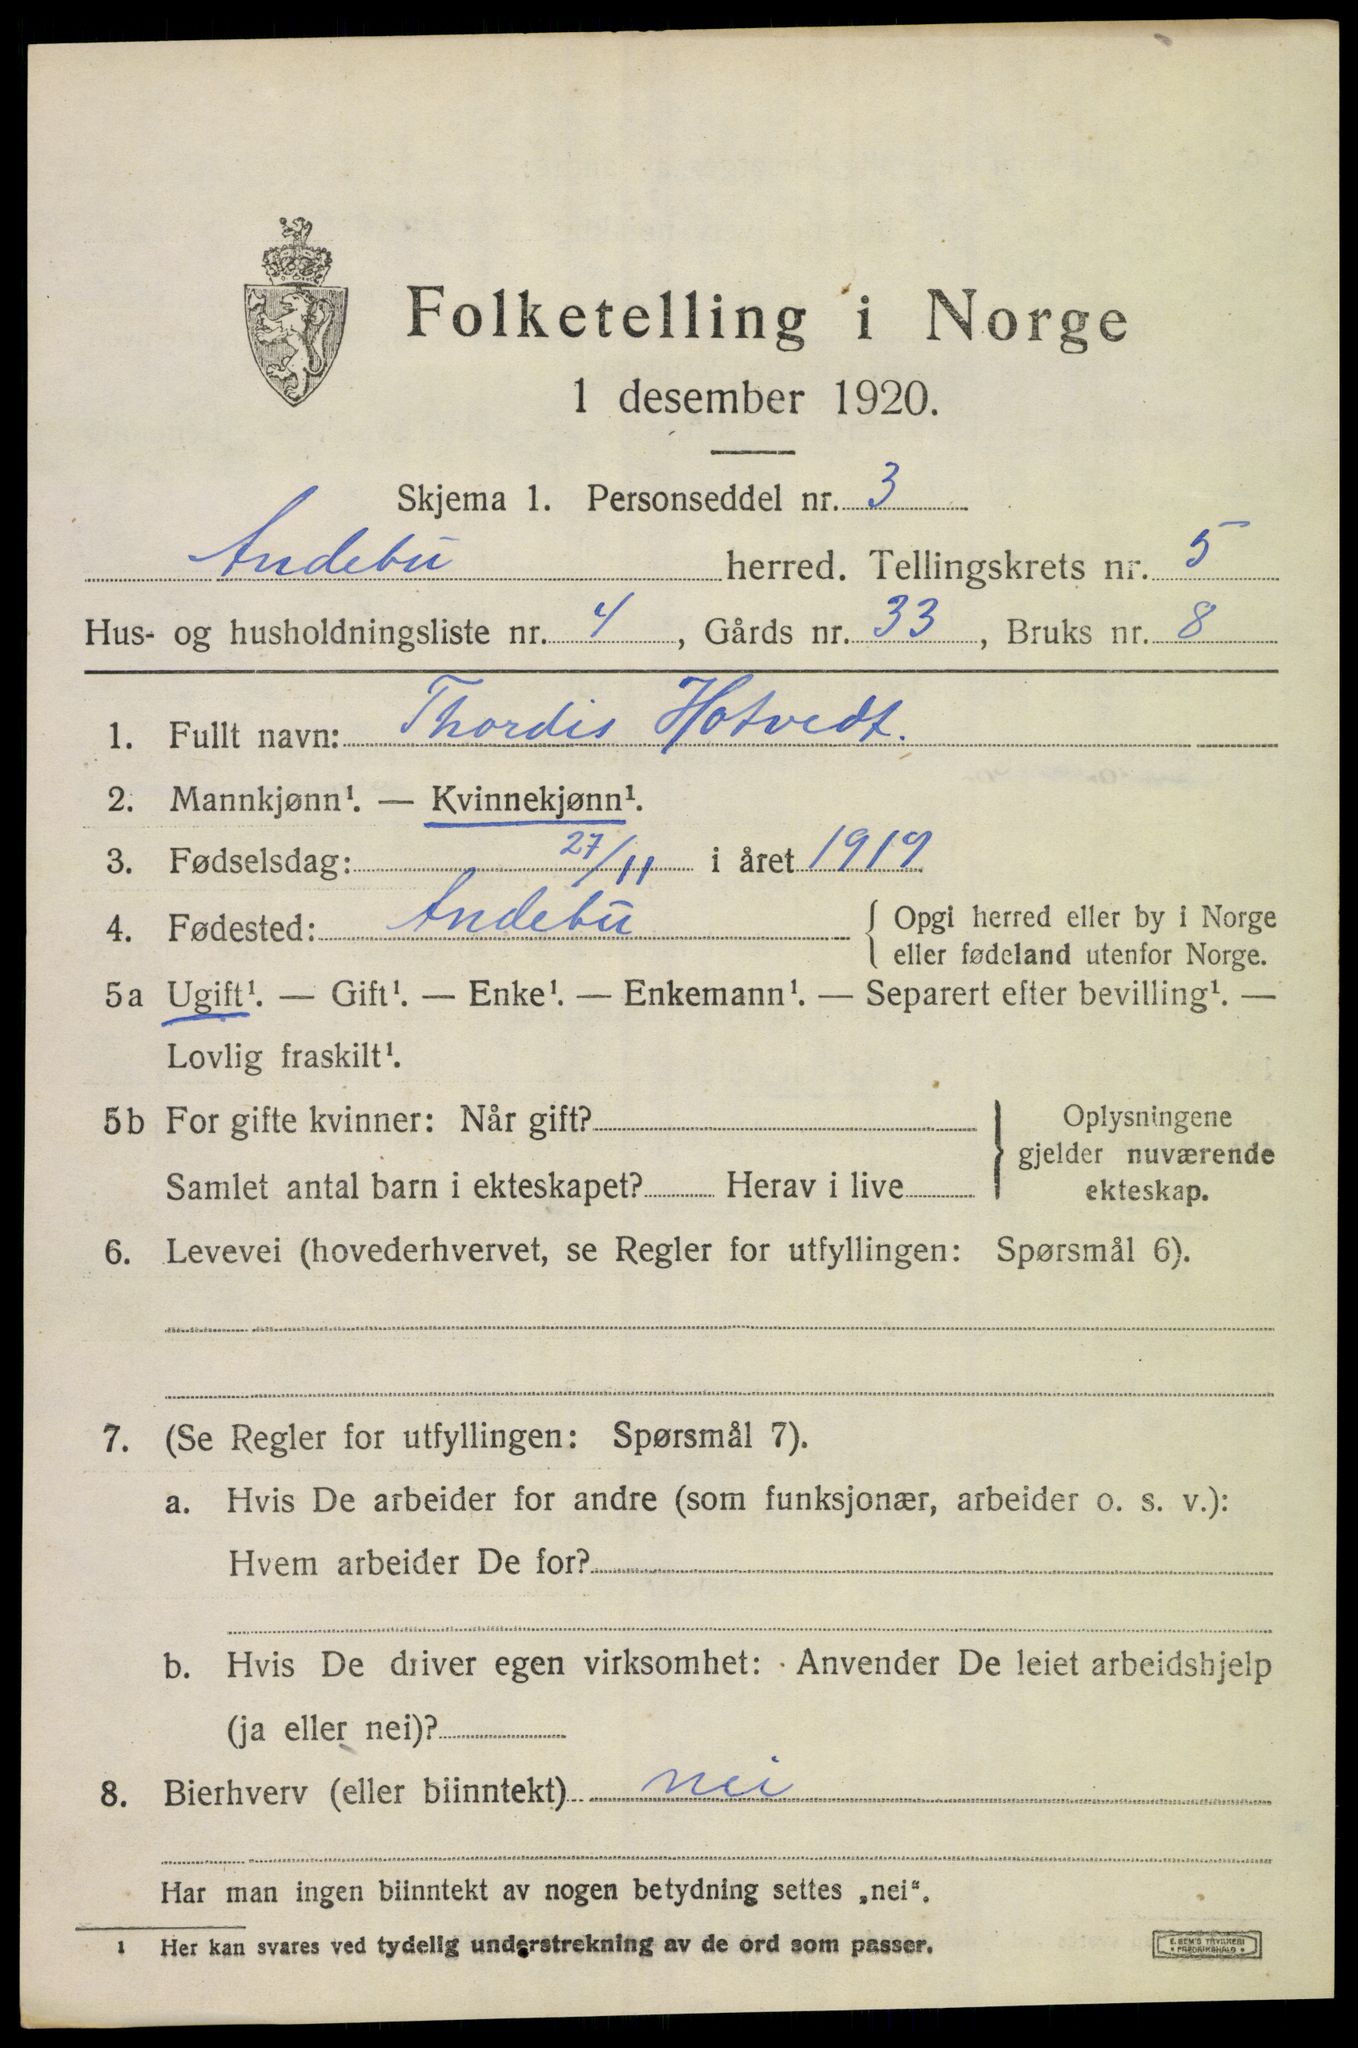 Folketelling i Norge
1 desember 1920.
Skjema 1. Personseddel nr. 3
Andebu herred. Tellingskrets nr. 5
Hus- og husholdningsliste nr. 4, Gårds nr. 33, Bruks nr. 8
1. Fullt navn: Thordis Hotvedt.
2. Mannkjønn¹. — Kvinnekjønn¹.
3. Fødselsdag: 27/11 i året 1919
4. Fødested: Andebu { Opgi herred eller by i Norge
eller fødeland utenfor Norge.
5a Ugift¹. — Gift¹. — Enke¹. — Enkemann¹. — Separert efter bevilling¹. —
Lovlig fraskilt¹.
5b For gifte kvinner: Når gift?
Samlet antal barn i ekteskapet? Herav i live
} Oplysningene
gjelder nuværende
ekteskap.
6. Levevei (hovederhvervet, se Regler for utfyllingen: Spørsmål 6).
7. (Se Regler for utfyllingen: Spørsmål 7).
a. Hvis De arbeider for andre (som funksjonær, arbeider o. s. v.):
Hvem arbeider De for?
b. Hvis De driver egen virksomhet: Anvender De leiet arbeidshjelp
(ja eller nei)?
8. Bierhverv (eller biinntekt) nei
Har man ingen biinntekt av nogen betydning settes „nei".
1 Her kan svares ved tydelig understrekning av de ord som passer.
E. SEM'S TRYKKERI
• FREDRIKSHALD •